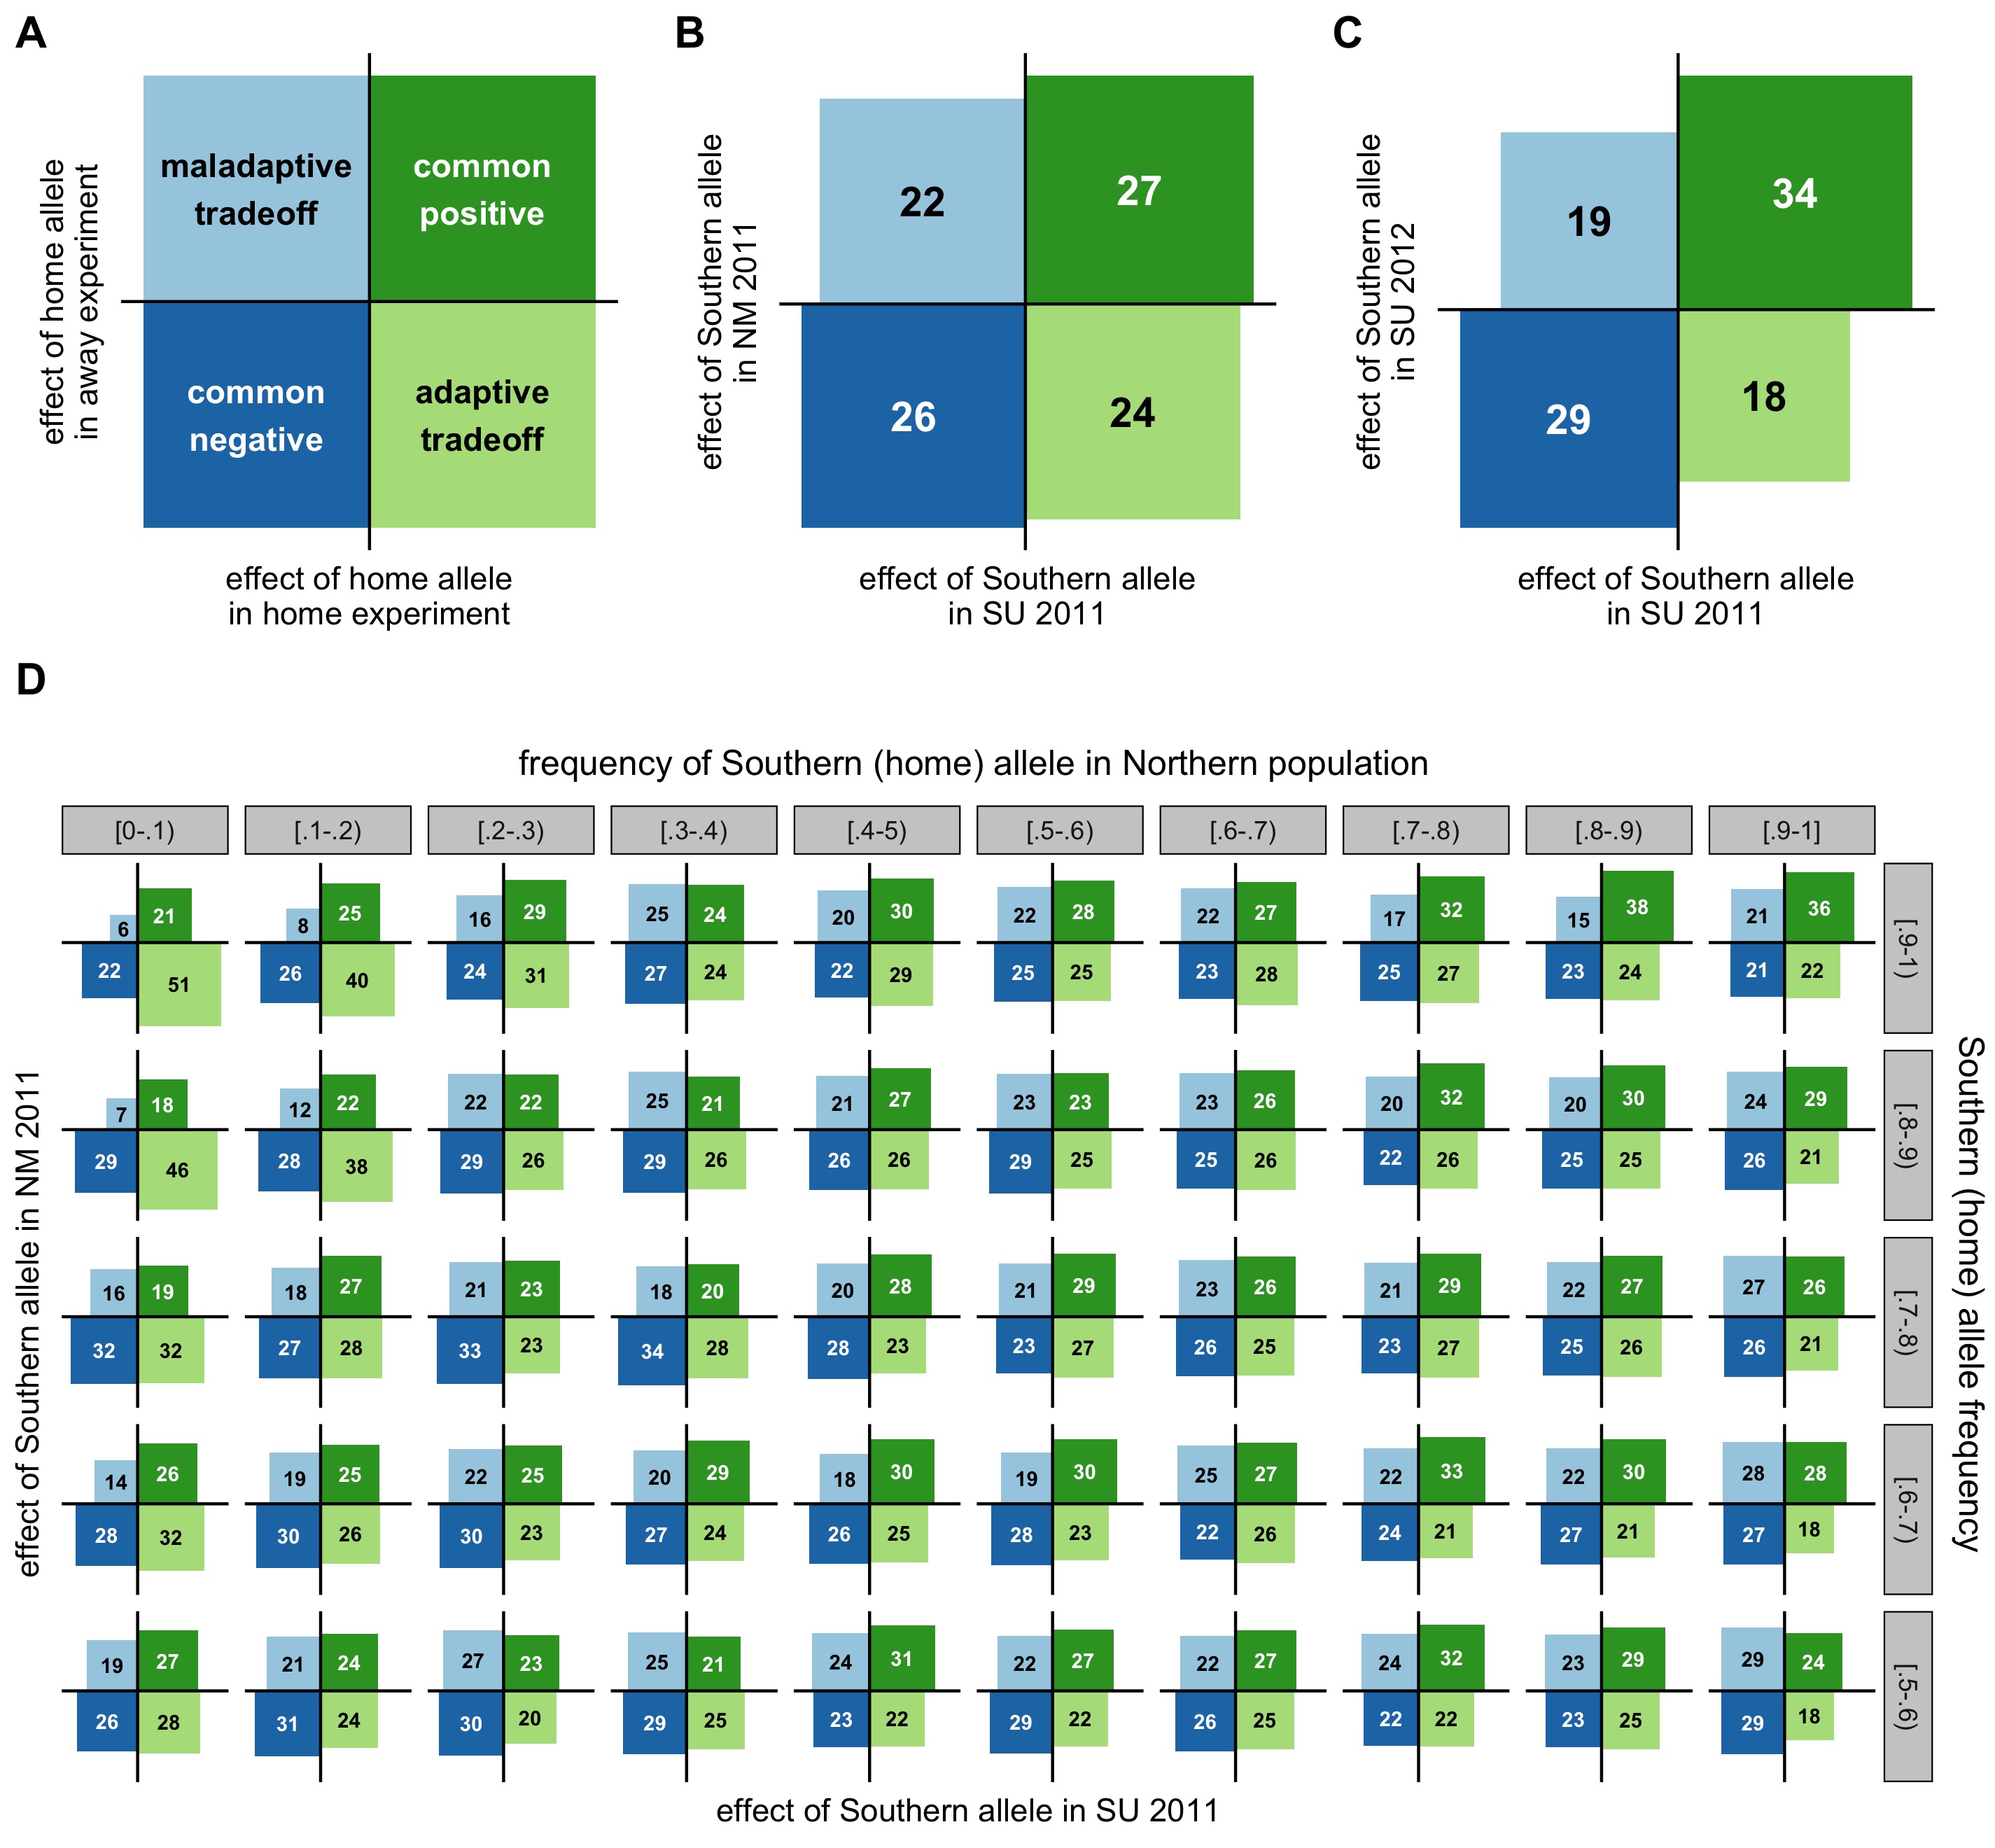 A
B
C
effect of home allele
in away experiment
maladaptive
tradeoff
common
positive
common
negative
adaptive
tradeoff
effect of home allele
in home experiment
effect of Southern allele
in NM 2011
22
27
26
24
effect of Southern allele
in SU 2011
effect of Southern allele
in SU 2012
19
34
29
18
effect of Southern allele
in SU 2011
D
frequency of Southern (home) allele in Northern population
[0-.1) [.1-.2) [.2-.3) [.3-.4) [.4-5) [.5-.6) [.6-.7) [.7-.8) [.8-.9) [.9-1]
6 21 8 25 16 29 25 24 20 30 22 28 22 27 17 32 15 38 21 36
22 51 26 40 24 31 27 24 22 29 25 25 23 28 25 27 23 24 21 22
[.9-1)
7 18 12 22 22 22 25 21 21 27 23 23 23 26 20 32 20 30 24 29
29 46 28 38 29 26 29 26 26 26 29 25 25 26 22 26 25 25 26 21
[.8-.9)
16 19 18 27 21 23 18 20 20 28 21 29 23 26 21 29 22 27 27 26
32 32 27 28 33 23 34 28 28 23 23 27 26 25 23 27 25 26 26 21
[.7-.8)
14 26 19 25 22 25 20 29 18 30 19 30 25 27 22 33 22 30 28 28
28 32 30 26 30 23 27 24 26 25 28 23 22 26 24 21 27 21 27 18
[.6-.7)
19 27 21 24 27 23 25 21 24 31 22 27 22 27 24 32 23 29 29 24
26 28 31 24 30 20 29 25 23 22 29 22 26 25 22 22 23 25 29 18
[.5-.6)
effect of Southern allele in NM 2011
Southern (home) allele frequency
effect of Southern allele in SU 2011